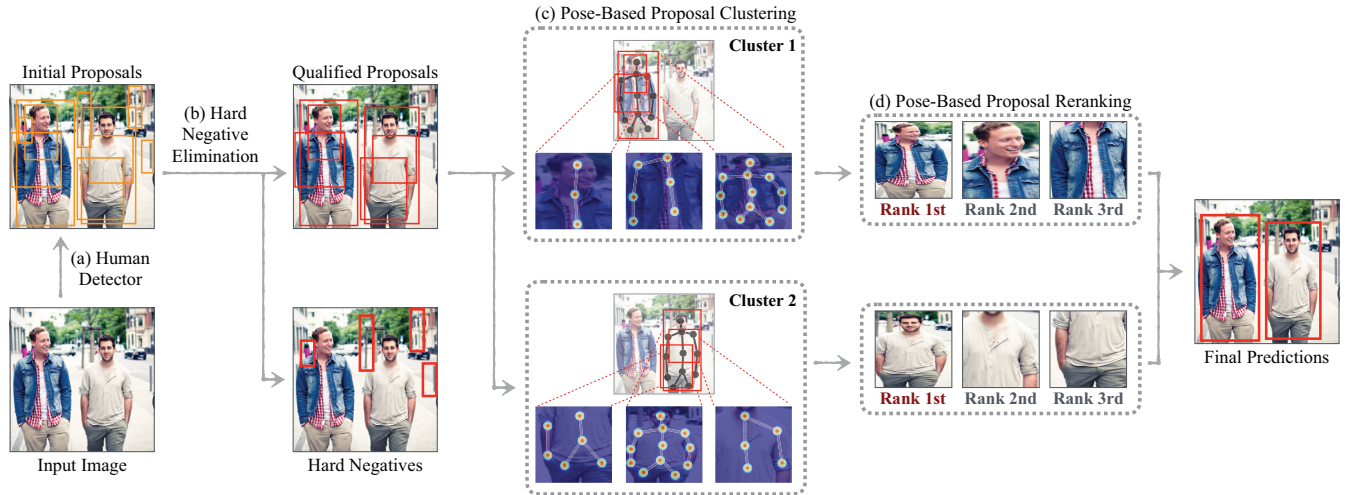 (c) Pose-Based Proposal Clustering
Cluster 1
Initial Proposals
Qualified Proposals
(b) Hard
Negative
Elimination
(d) Pose-Based Proposal Reranking
Rank 1st
Rank 2nd
Rank 3rd
(a) Human
Detector
Cluster 2
Rank 1st
Rank 2nd
Rank 3rd
Final Predictions
Input Image
Hard Negatives